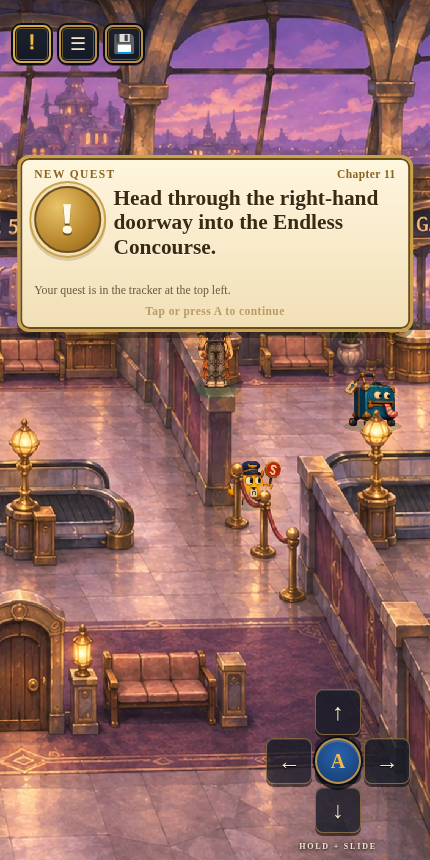 !
☰
NEW QUEST
Chapter 11
!
Head through the right-hand
doorway into the Endless
Concourse.
Your quest is in the tracker at the top left.
Tap or press A to continue
5
GA
S
↑
← A →
↓
HOLD + SLIDE